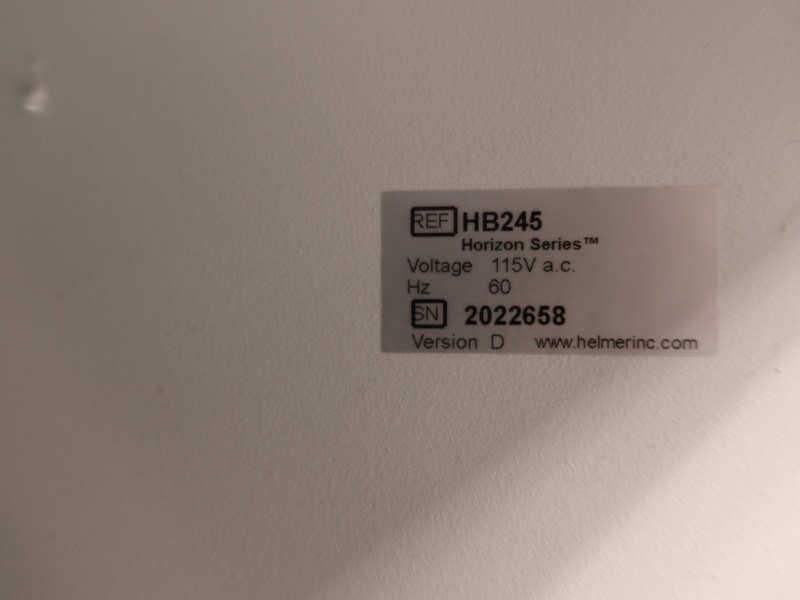 REF HB245
Horizon Series™
Voltage 115V a.c.
Hz 60
SN 2022658
Version D www.helmerinc.com